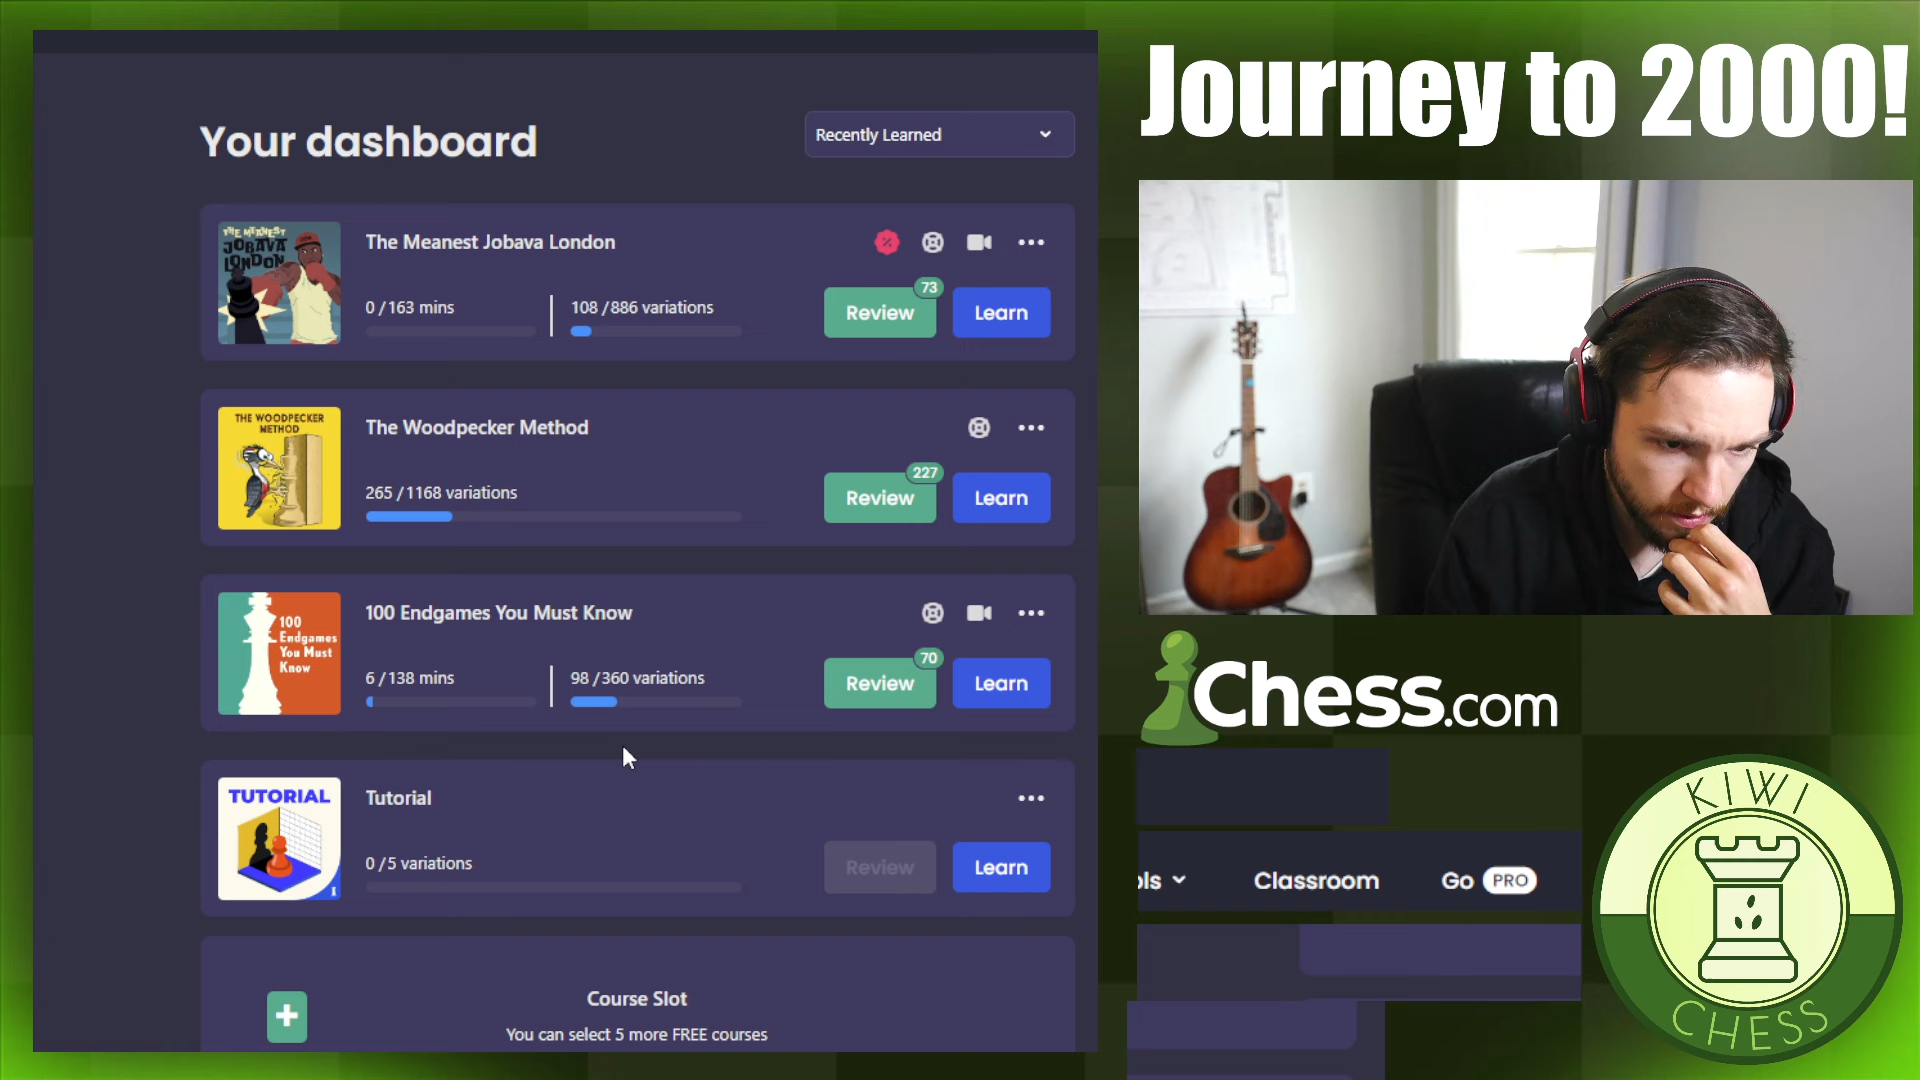 Your dashboard
Recently Learned
THE MEANEST
JOBAVA
LONDON
The Meanest Jobava London
0 / 163 mins
108 / 886 variations
73
Review
Learn
THE WOODPECKER
METHOD
The Woodpecker Method
265 / 1168 variations
227
Review
Learn
100
Endgames
You Must
Know
100 Endgames You Must Know
6 / 138 mins
98 / 360 variations
70
Review
Learn
TUTORIAL
Tutorial
0 / 5 variations
Review
Learn
Course Slot
You can select 5 more FREE courses
Journey to 2000!
Chess.com
ols
Classroom
Go PRO
KIWI
CHESS